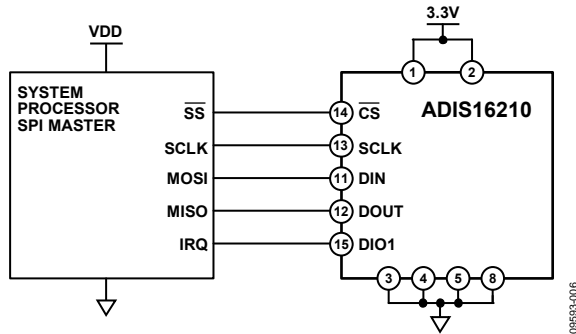 VDD
3.3V
1 2
SYSTEM
PROCESSOR
SPI MASTER
ADIS16210
SS 14 CS
SCLK 13 SCLK
MOSI 11 DIN
MISO 12 DOUT
IRQ 15 DIO1
3 4 5 8
09593-006